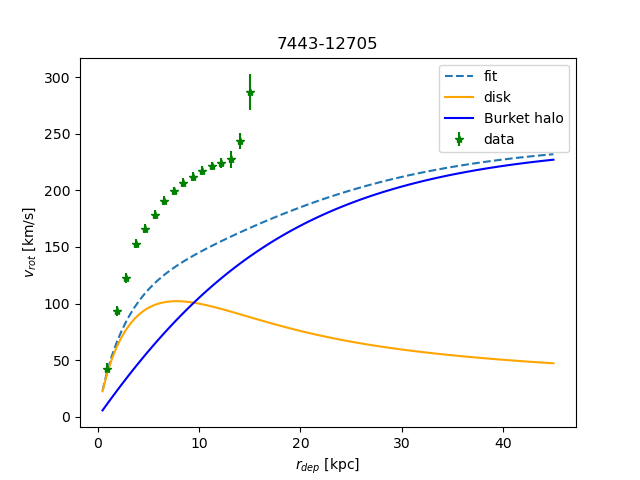 7443-12705
fit
disk
Burket halo
data
v_rot [km/s]
300
250
200
150
100
50
0
0 10 20 30 40
r_dep [kpc]